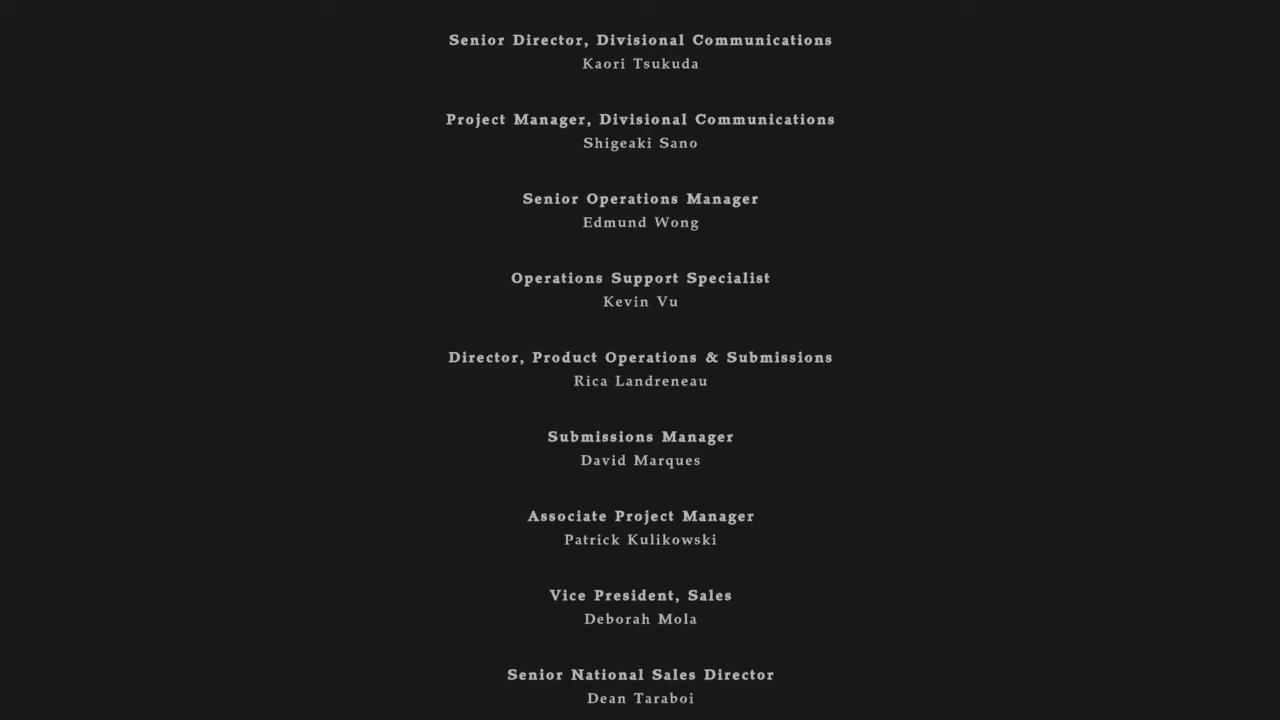 Senior Director, Divisional Communications
Kaori Tsukuda
Project Manager, Divisional Communications
Shigeaki Sano
Senior Operations Manager
Edmund Wong
Operations Support Specialist
Kevin Vu
Director, Product Operations & Submissions
Rica Landreneau
Submissions Manager
David Marques
Associate Project Manager
Patrick Kulikowski
Vice President, Sales
Deborah Mola
Senior National Sales Director
Dean Taraboi